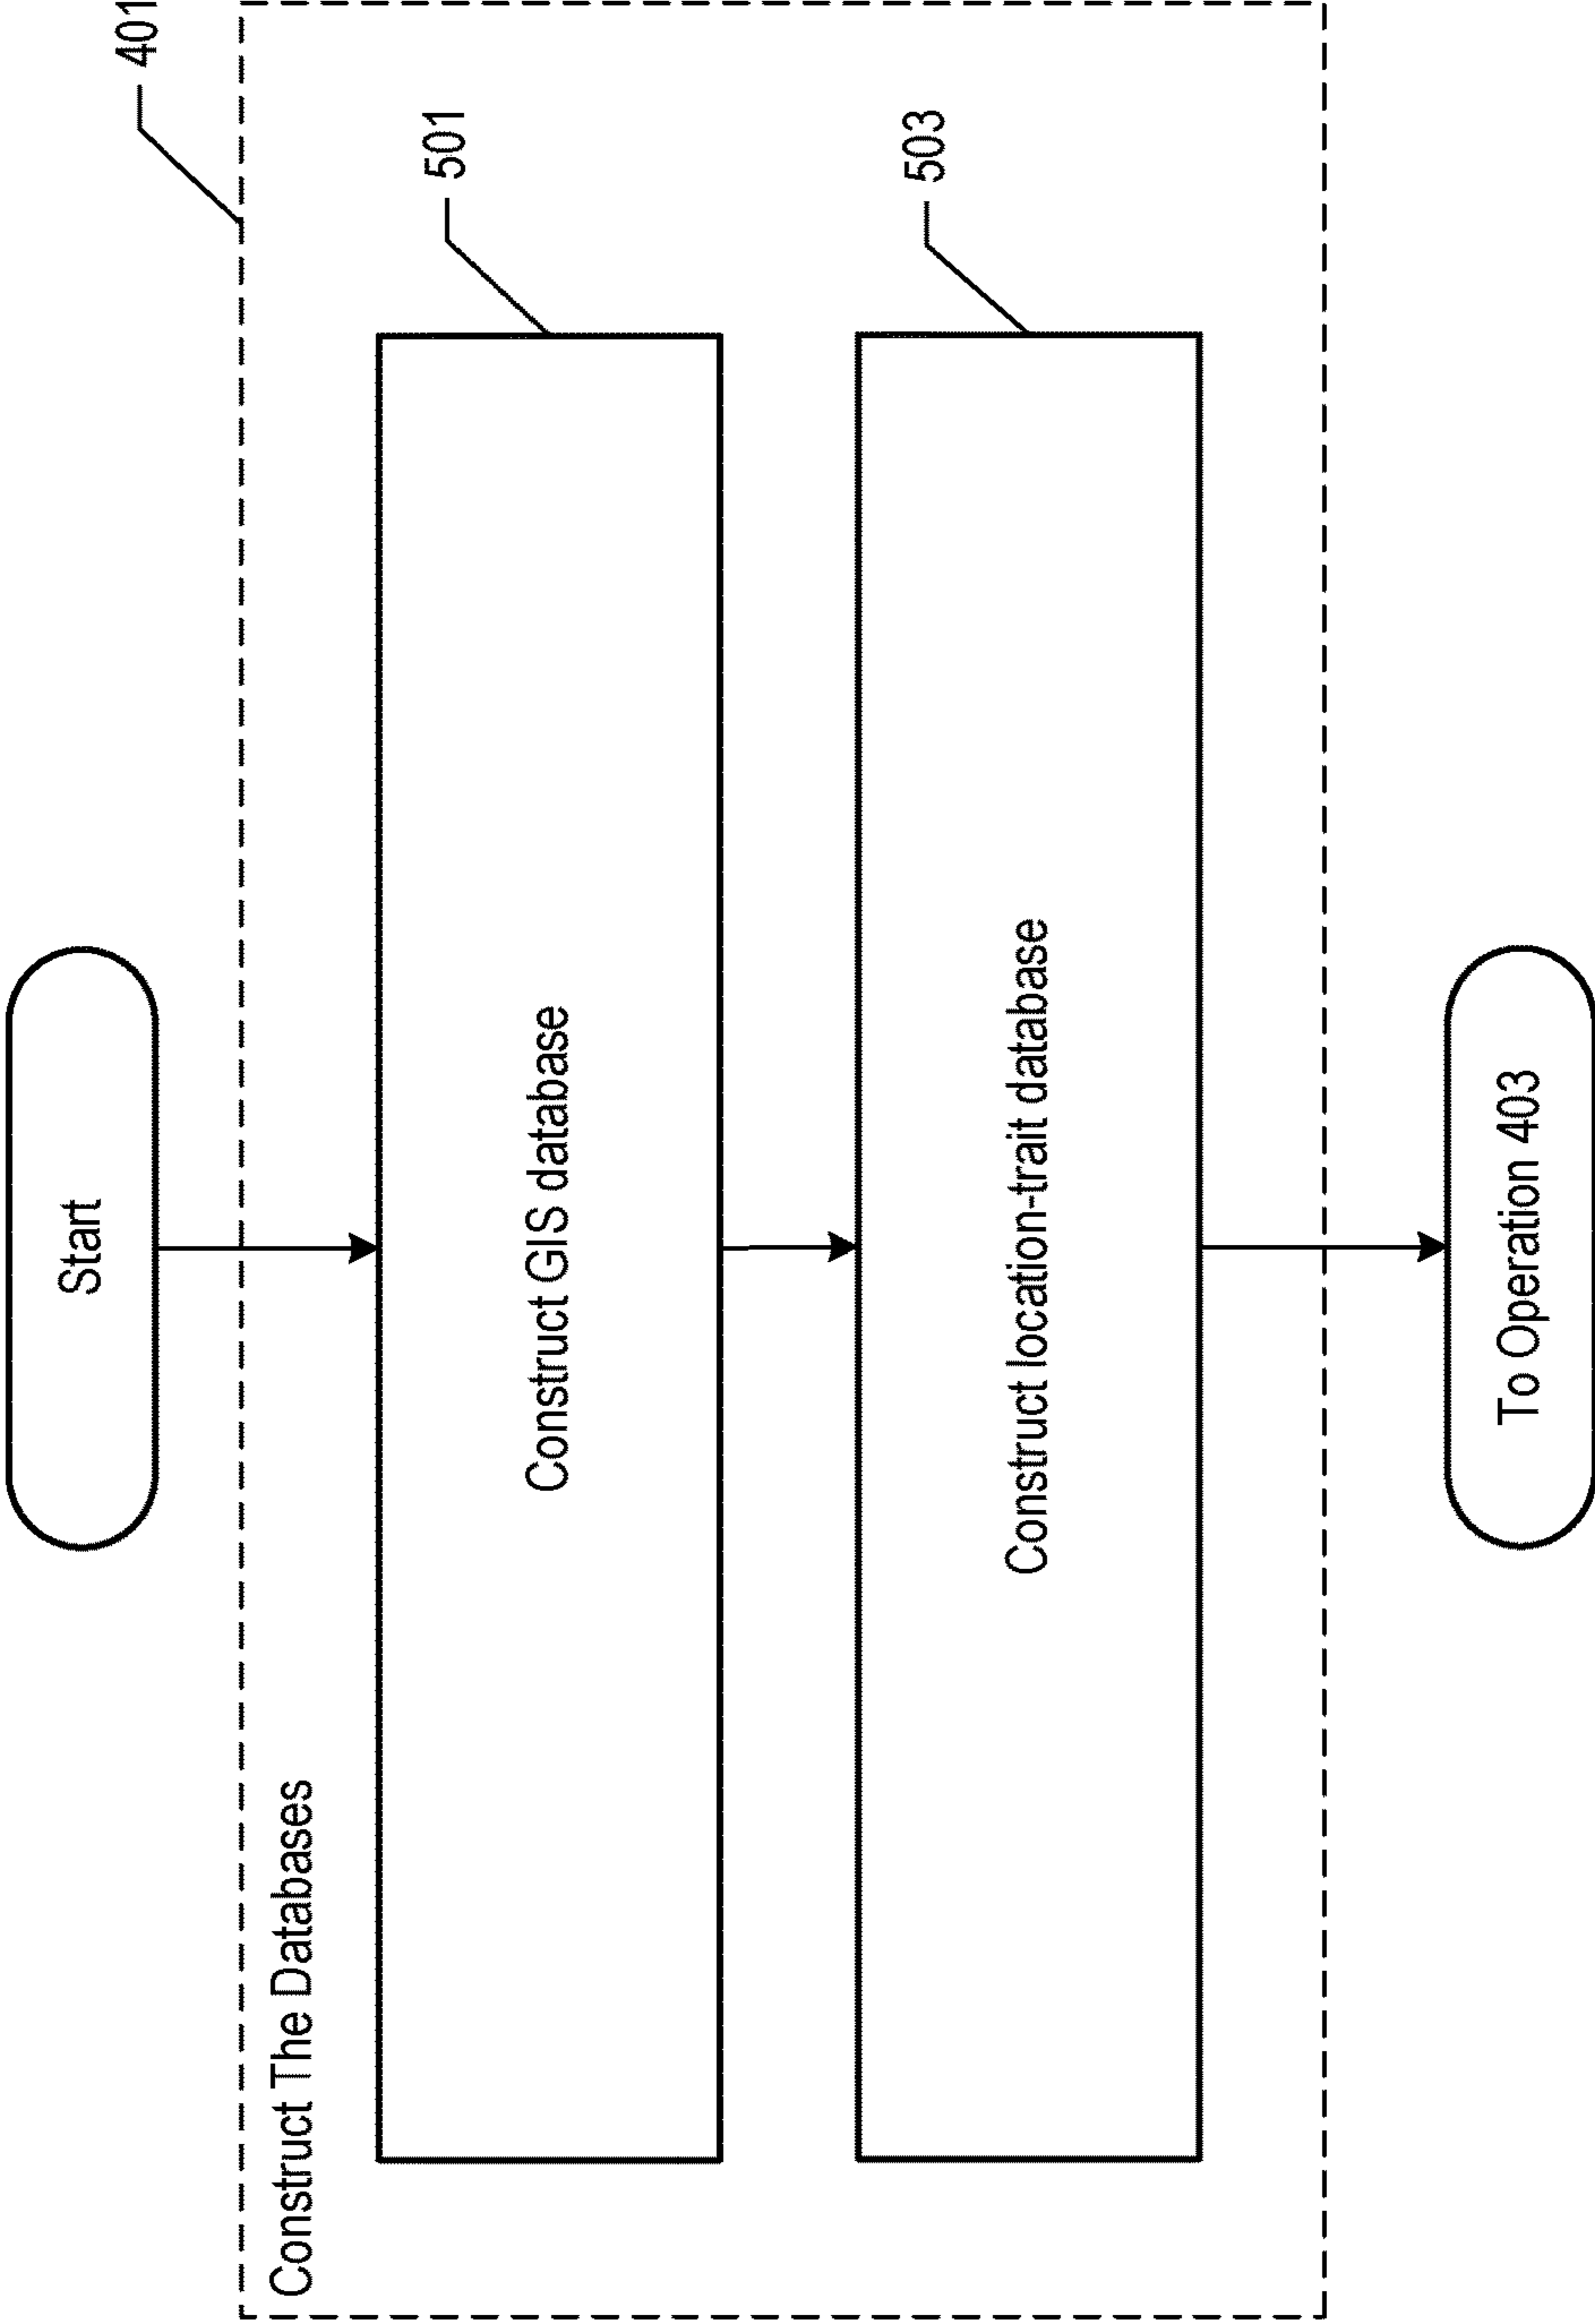 Start
401
Construct The Databases
501
Construct GIS database
503
Construct location-trait database
To Operation 403